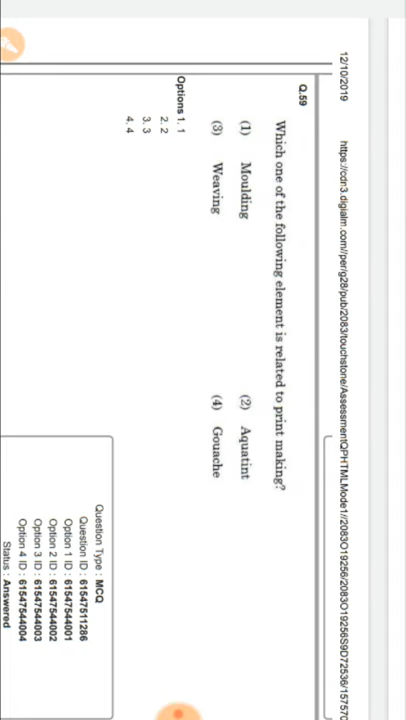 12/10/2019 https://cdn3.digialm.com//per/g28/pub/2083/touchstone/AssessmentQPHTMLMode1//2083O19256/2083O19256S9D72536/15757
Q.59
Which one of the following element is related to print making?
(1) Moulding (2) Aquatint
(3) Weaving (4) Gouache
Options 1. 1
2. 2
3. 3
4. 4
Question Type : MCQ
Question ID : 61547511286
Option 1 ID : 61547544001
Option 2 ID : 61547544002
Option 3 ID : 61547544003
Option 4 ID : 61547544004
Status : Answered